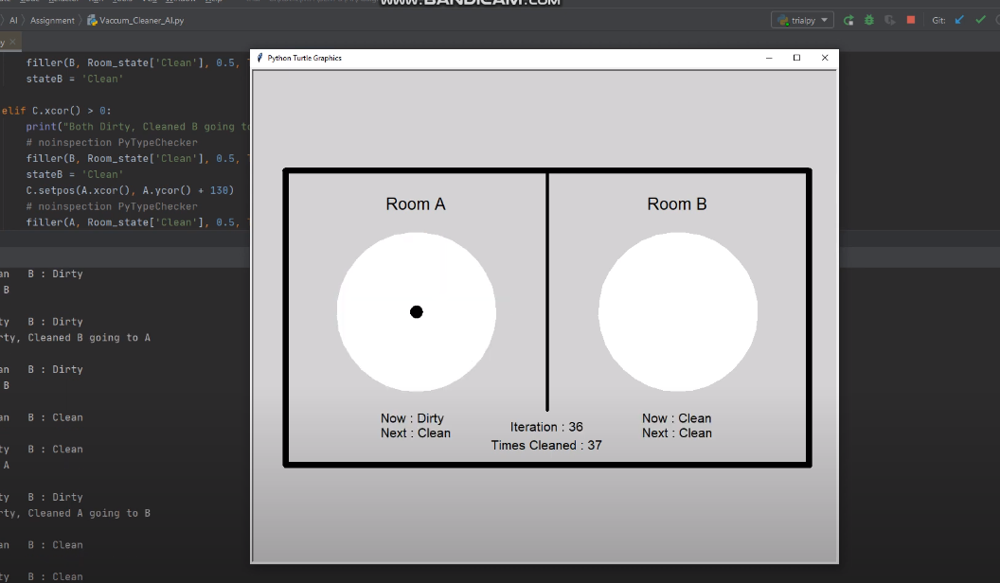 www.BANDICAM.com
AI Assignment Vaccum_Cleaner_AI.py
trialpy
Git:
y
filler(B, Room_state['Clean'], 0.5,
stateB = 'Clean'
elif C.xcor() > 0:
print("Both Dirty, Cleaned B going to
# noinspection PyTypeChecker
filler(B, Room_state['Clean'], 0.5,
stateB = 'Clean'
C.setpos(A.xcor(), A.ycor() + 130)
# noinspection PyTypeChecker
filler(A, Room_state['Clean'], 0.5,
an B : Dirty
B
ty B : Dirty
rty, Cleaned B going to A
an B : Dirty
B
an B : Clean
ty B : Clean
A
ty B : Dirty
rty, Cleaned A going to B
an B : Clean
ty B : Clean
Python Turtle Graphics
Room A
Room B
Now : Dirty
Next : Clean
Iteration : 36
Times Cleaned : 37
Now : Clean
Next : Clean